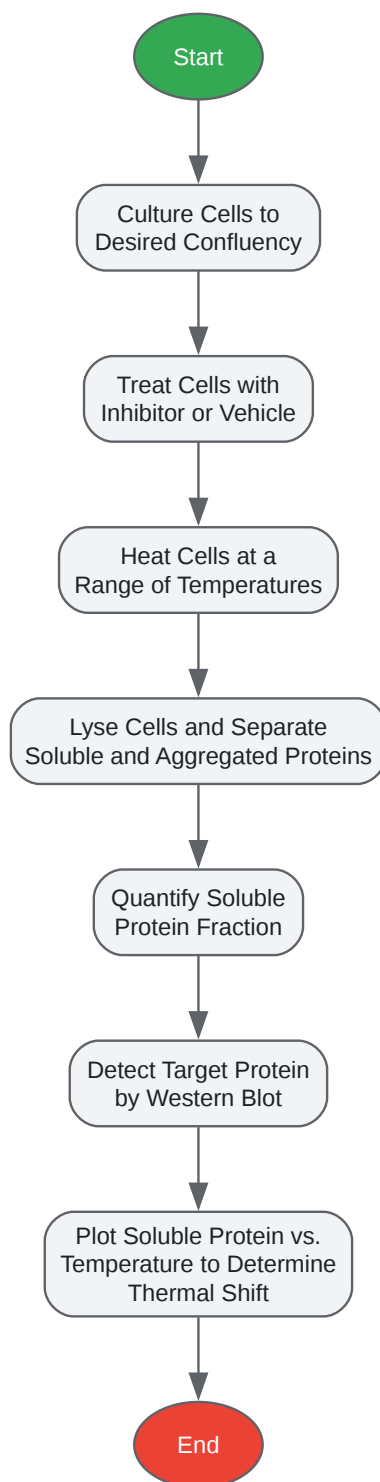 Start
Culture Cells to
Desired Confluency
Treat Cells with
Inhibitor or Vehicle
Heat Cells at a
Range of Temperatures
Lyse Cells and Separate
Soluble and Aggregated Proteins
Quantify Soluble
Protein Fraction
Detect Target Protein
by Western Blot
Plot Soluble Protein vs.
Temperature to Determine
Thermal Shift
End